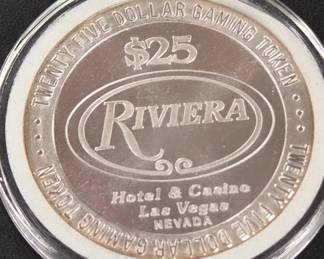 TWENTY FIVE DOLLAR GAMING TOKEN
$25
RIVIERA
Hotel & Casino
Las Vegas
NEVADA
TWENTY FIVE DOLLAR GAMING TOKEN